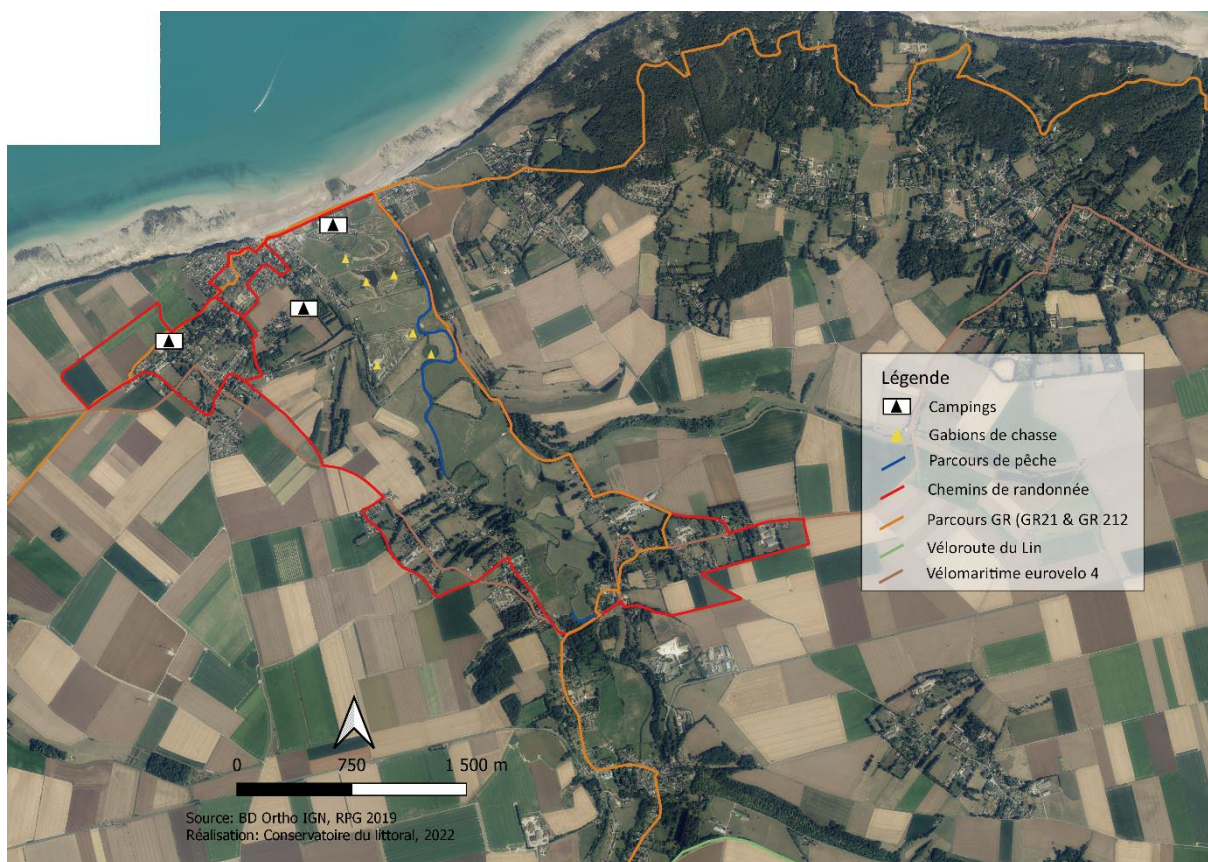 Légende
Campings
Gabions de chasse
Parcours de pêche
Chemins de randonnée
Parcours GR (GR21 & GR 212
Véloroute du Lin
Vélomaritime eurovelo 4
0 750 1 500 m
Source: BD Ortho IGN, RPG 2019
Réalisation: Conservatoire du littoral, 2022